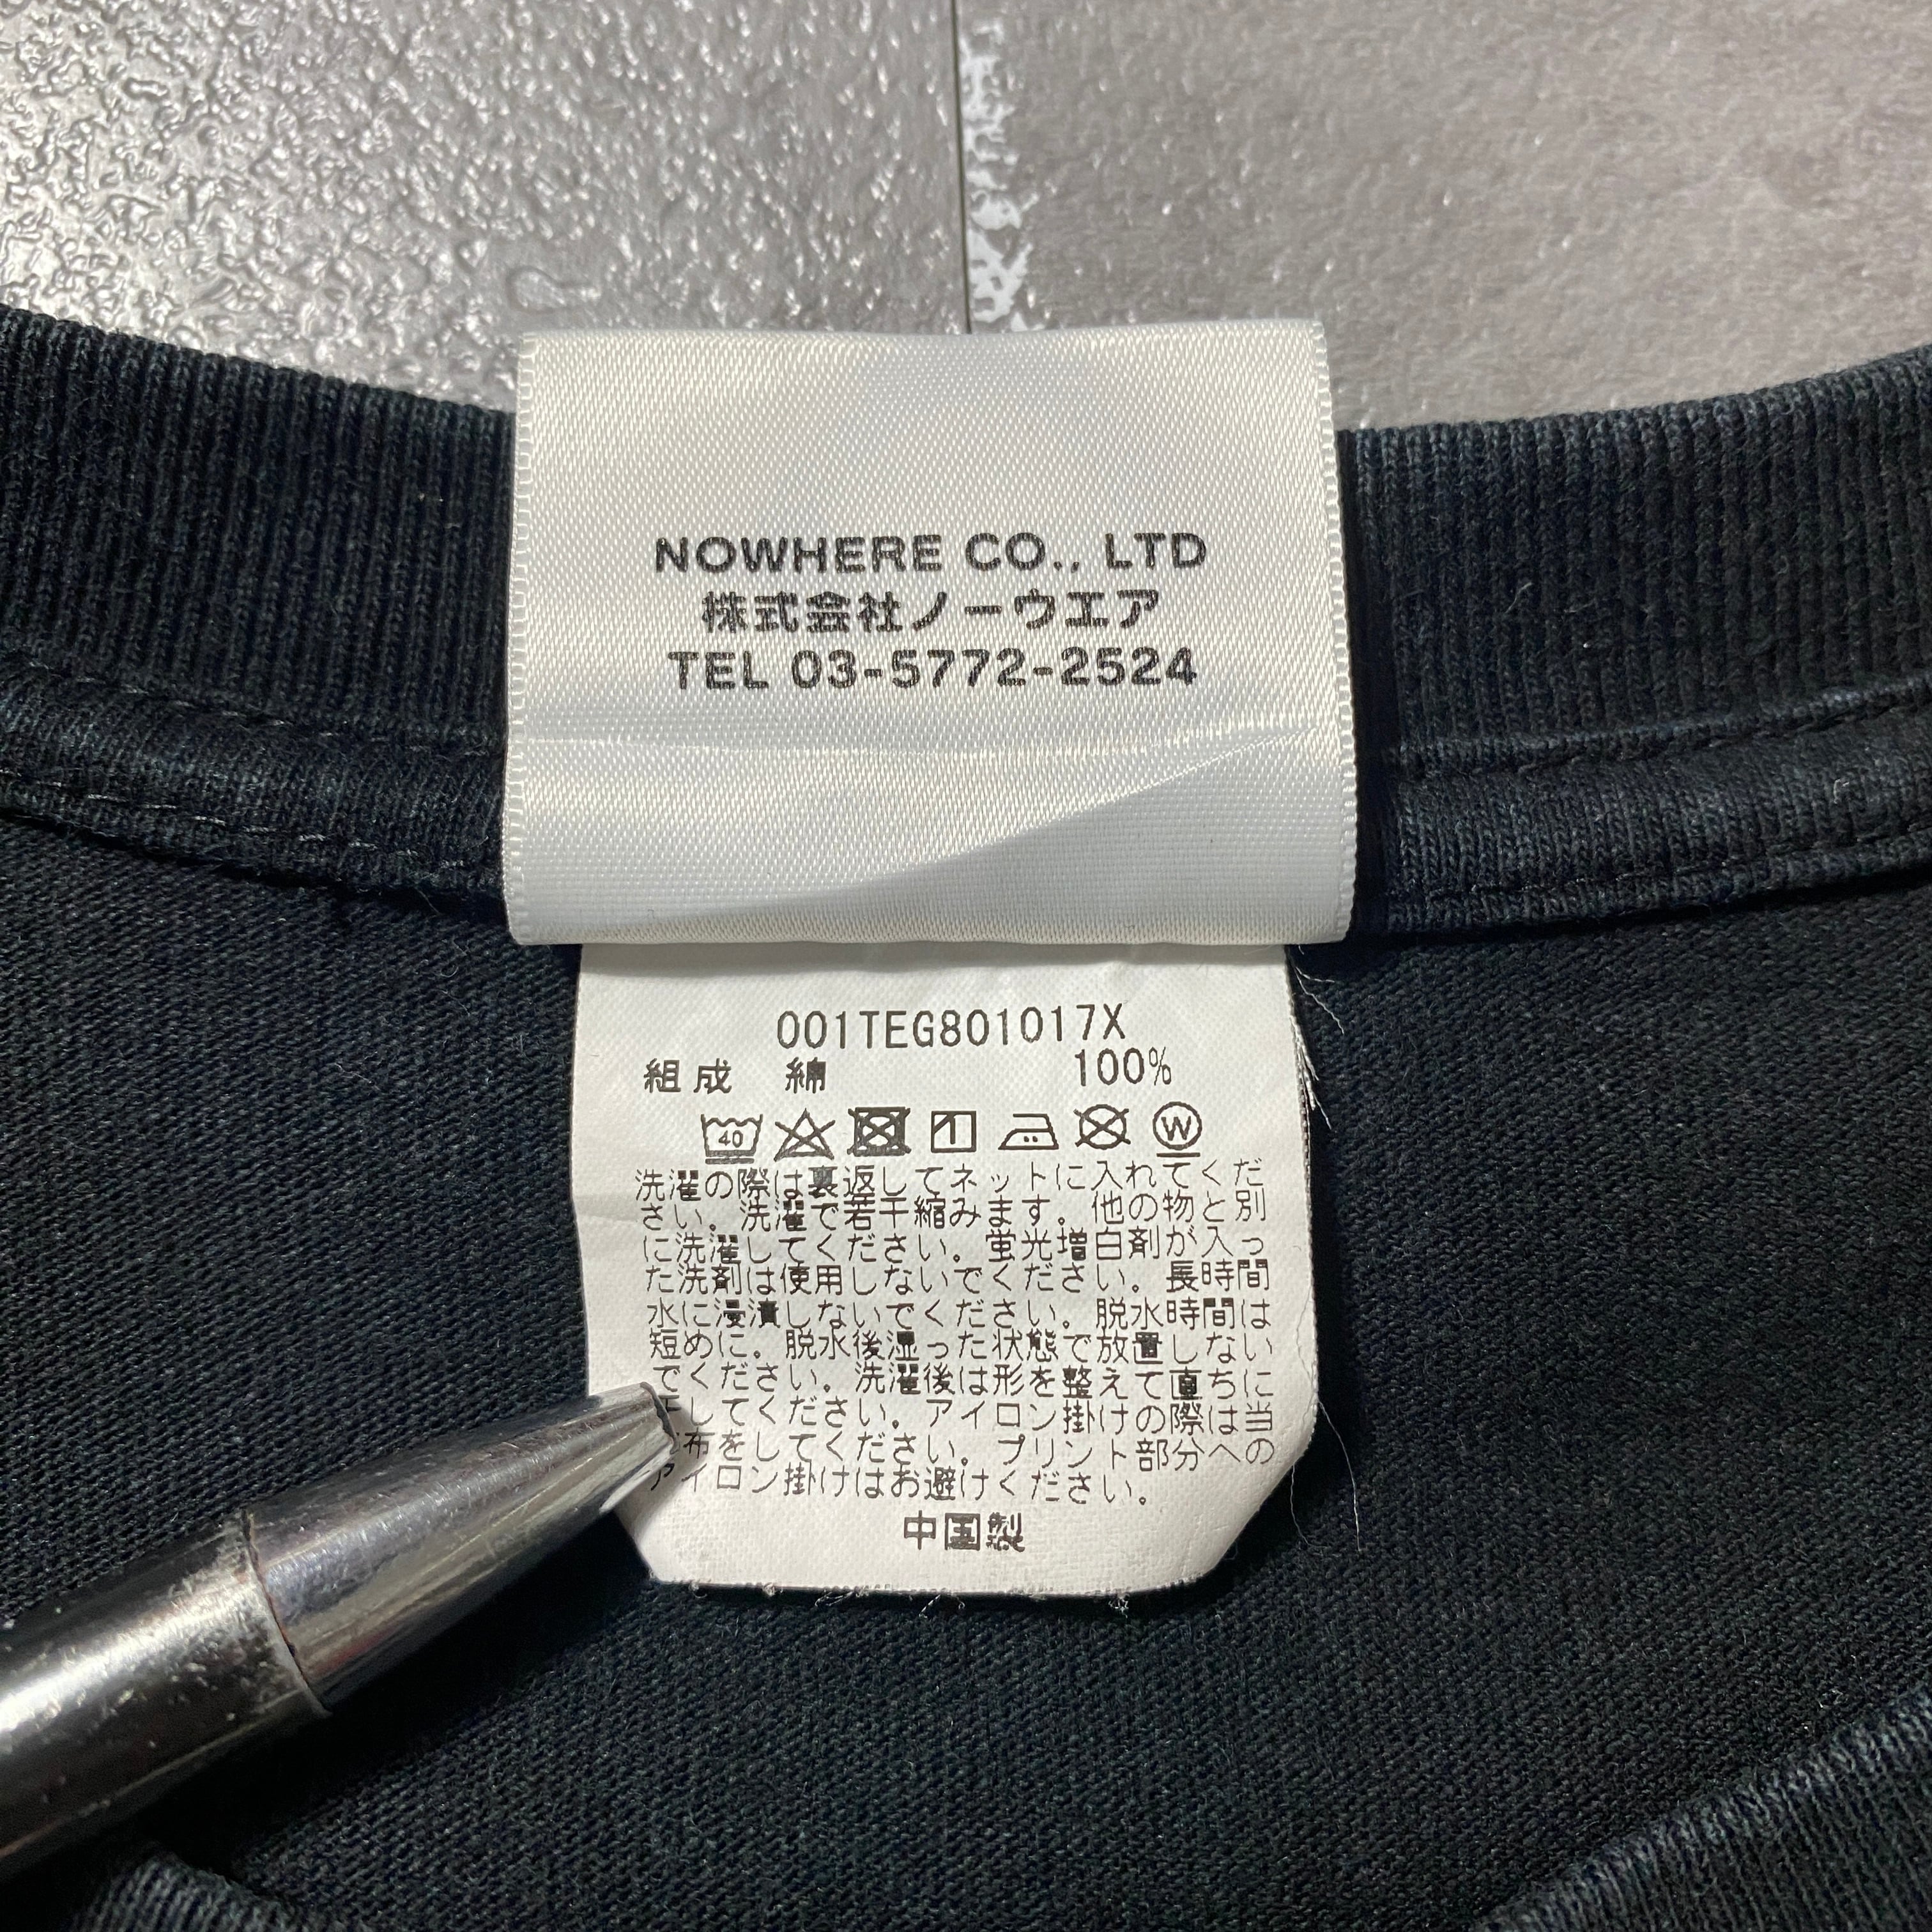 NOWHERE CO., LTD
株式会社ノーウエア
TEL 03-5772-2524
001TEG801017X
組成 綿 100%
40 W
洗濯の際は裏返してネットに入れてくだ
さい。洗濯で若干縮みます。他の物と別
に洗濯してください。蛍光増白剤が入っ
た洗剤は使用しないでください。長時間
水に浸漬しないでください。脱水時間は
短めに。脱水後湿った状態で放置しない
でください。洗濯後は形を整えて直ちに
してください。アイロン掛けの際は当
布をしてください。プリント部分への
アイロン掛けはお避けください。
中国製